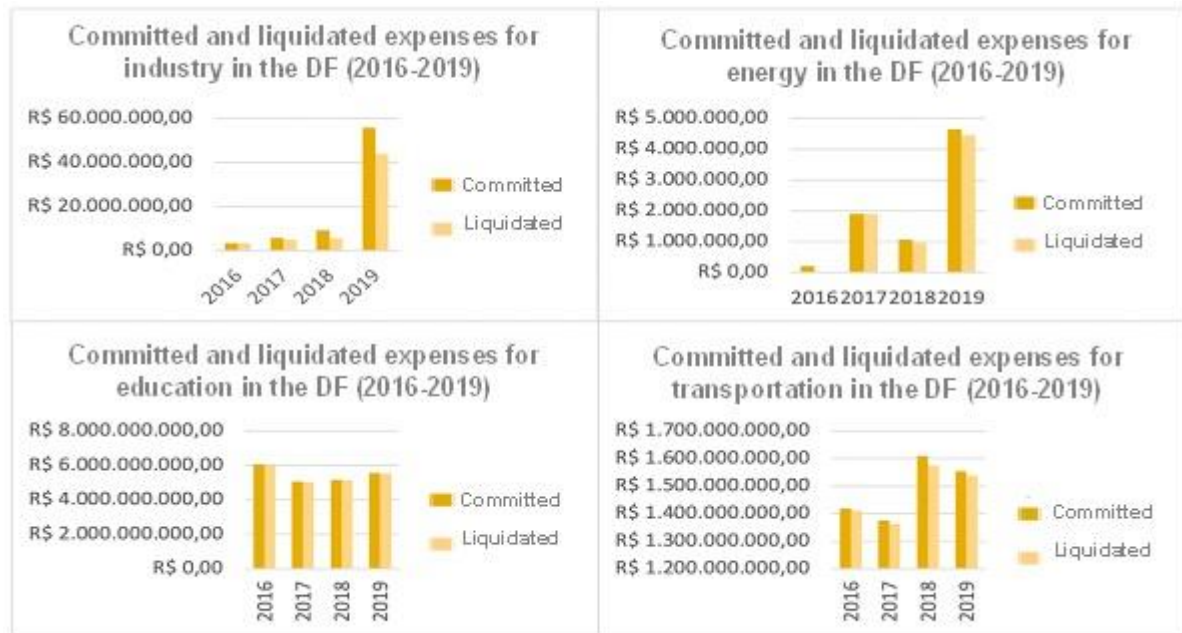 Committed and liquidated expenses for
industry in the DF (2016-2019)
R$ 60.000.000,00
R$ 40.000.000,00
R$ 20.000.000,00
R$ 0,00
2016
2017
2018
2019
Committed
Liquidated
Committed and liquidated expenses for
energy in the DF (2016-2019)
R$ 5.000.000,00
R$ 4.000.000,00
R$ 3.000.000,00
R$ 2.000.000,00
R$ 1.000.000,00
R$ 0,00
2016 2017 2018 2019
Committed
Liquidated
Committed and liquidated expenses for
education in the DF (2016-2019)
R$ 8.000.000.000,00
R$ 6.000.000.000,00
R$ 4.000.000.000,00
R$ 2.000.000.000,00
R$ 0,00
2016
2017
2018
2019
Committed
Liquidated
Committed and liquidated expenses for
transportation in the DF (2016-2019)
R$ 1.700.000.000,00
R$ 1.600.000.000,00
R$ 1.500.000.000,00
R$ 1.400.000.000,00
R$ 1.300.000.000,00
R$ 1.200.000.000,00
2016
2017
2018
2019
Committed
Liquidated